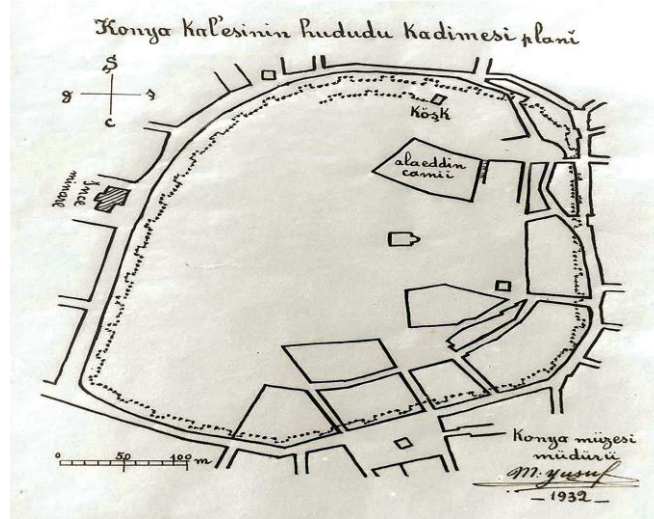 Konya kal'esinin hududu kadimesi planı
Ş
c
Köşk
alaeddin
camii
İnce
minare
0 50 100 m
Konya müzesi
müdürü
M. Yusuf
1932